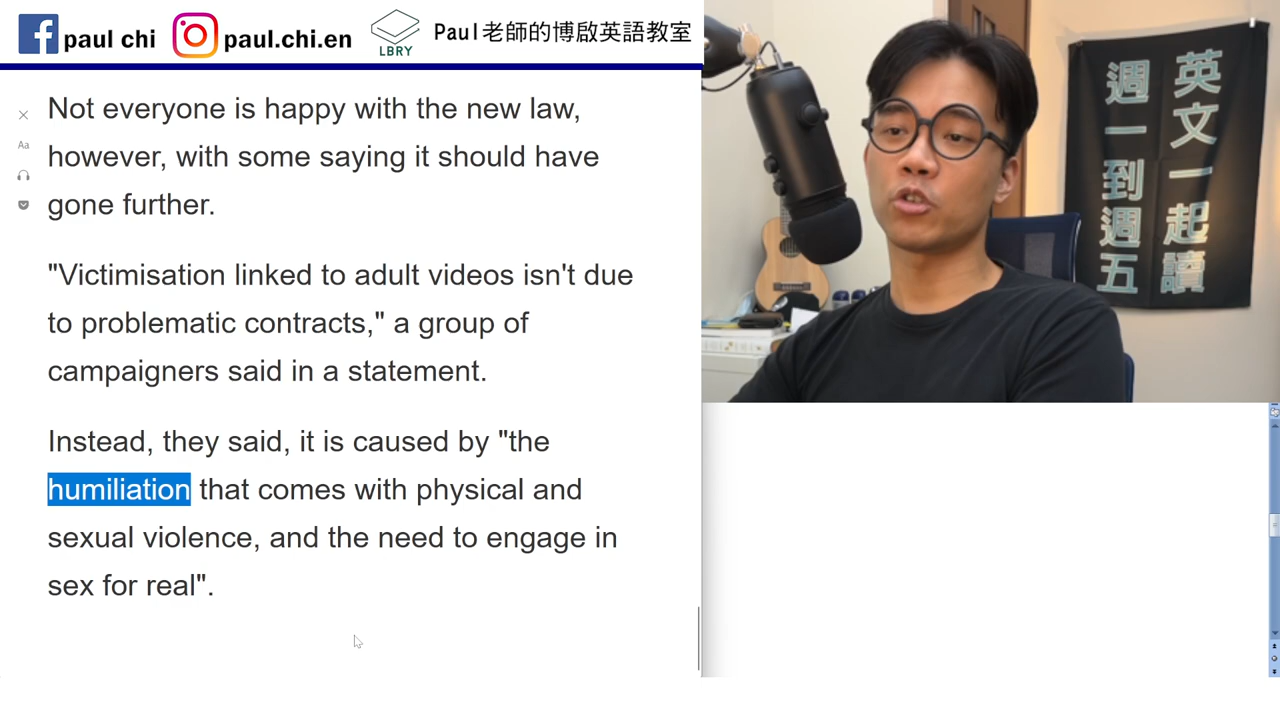 paul chi
paul.chi.en
LBRY
Paul老師的博啟英語教室
Not everyone is happy with the new law,
however, with some saying it should have
gone further.
"Victimisation linked to adult videos isn't due
to problematic contracts," a group of
campaigners said in a statement.
Instead, they said, it is caused by "the
humiliation that comes with physical and
sexual violence, and the need to engage in
sex for real".
Aa
英文一起讀
週一到週五